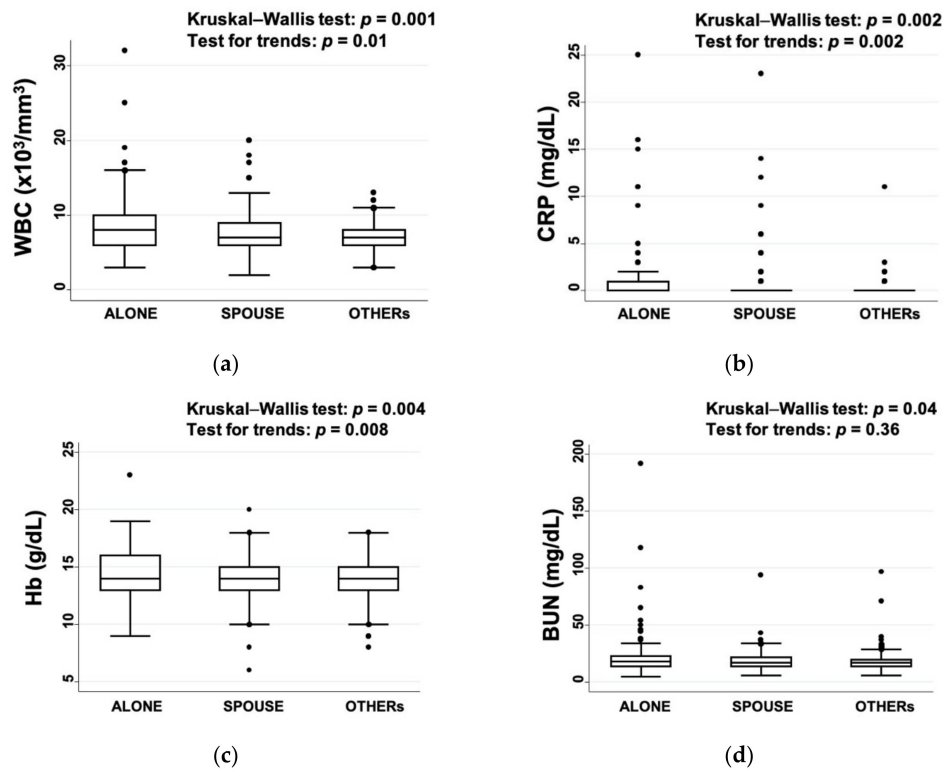 Kruskal–Wallis test: p = 0.001
Test for trends: p = 0.01
WBC (x10³/mm³)
30
20
10
0
ALONE SPOUSE OTHERs
(a)
Kruskal–Wallis test: p = 0.002
Test for trends: p = 0.002
CRP (mg/dL)
25
20
15
10
5
0
ALONE SPOUSE OTHERs
(b)
Kruskal–Wallis test: p = 0.004
Test for trends: p = 0.008
Hb (g/dL)
25
20
15
10
5
ALONE SPOUSE OTHERs
(c)
Kruskal–Wallis test: p = 0.04
Test for trends: p = 0.36
BUN (mg/dL)
200
150
100
50
0
ALONE SPOUSE OTHERs
(d)